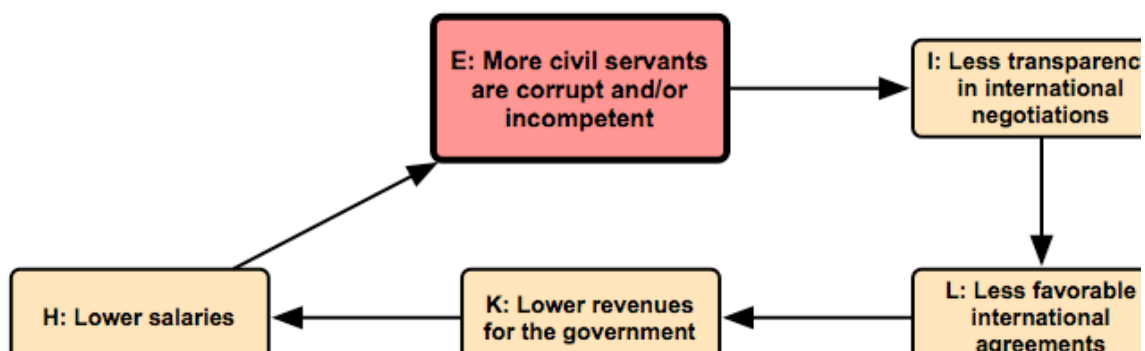 E: More civil servants
are corrupt and/or
incompetent
I: Less transparency
in international
negotiations
H: Lower salaries
K: Lower revenues
for the government
L: Less favorable
international
agreements